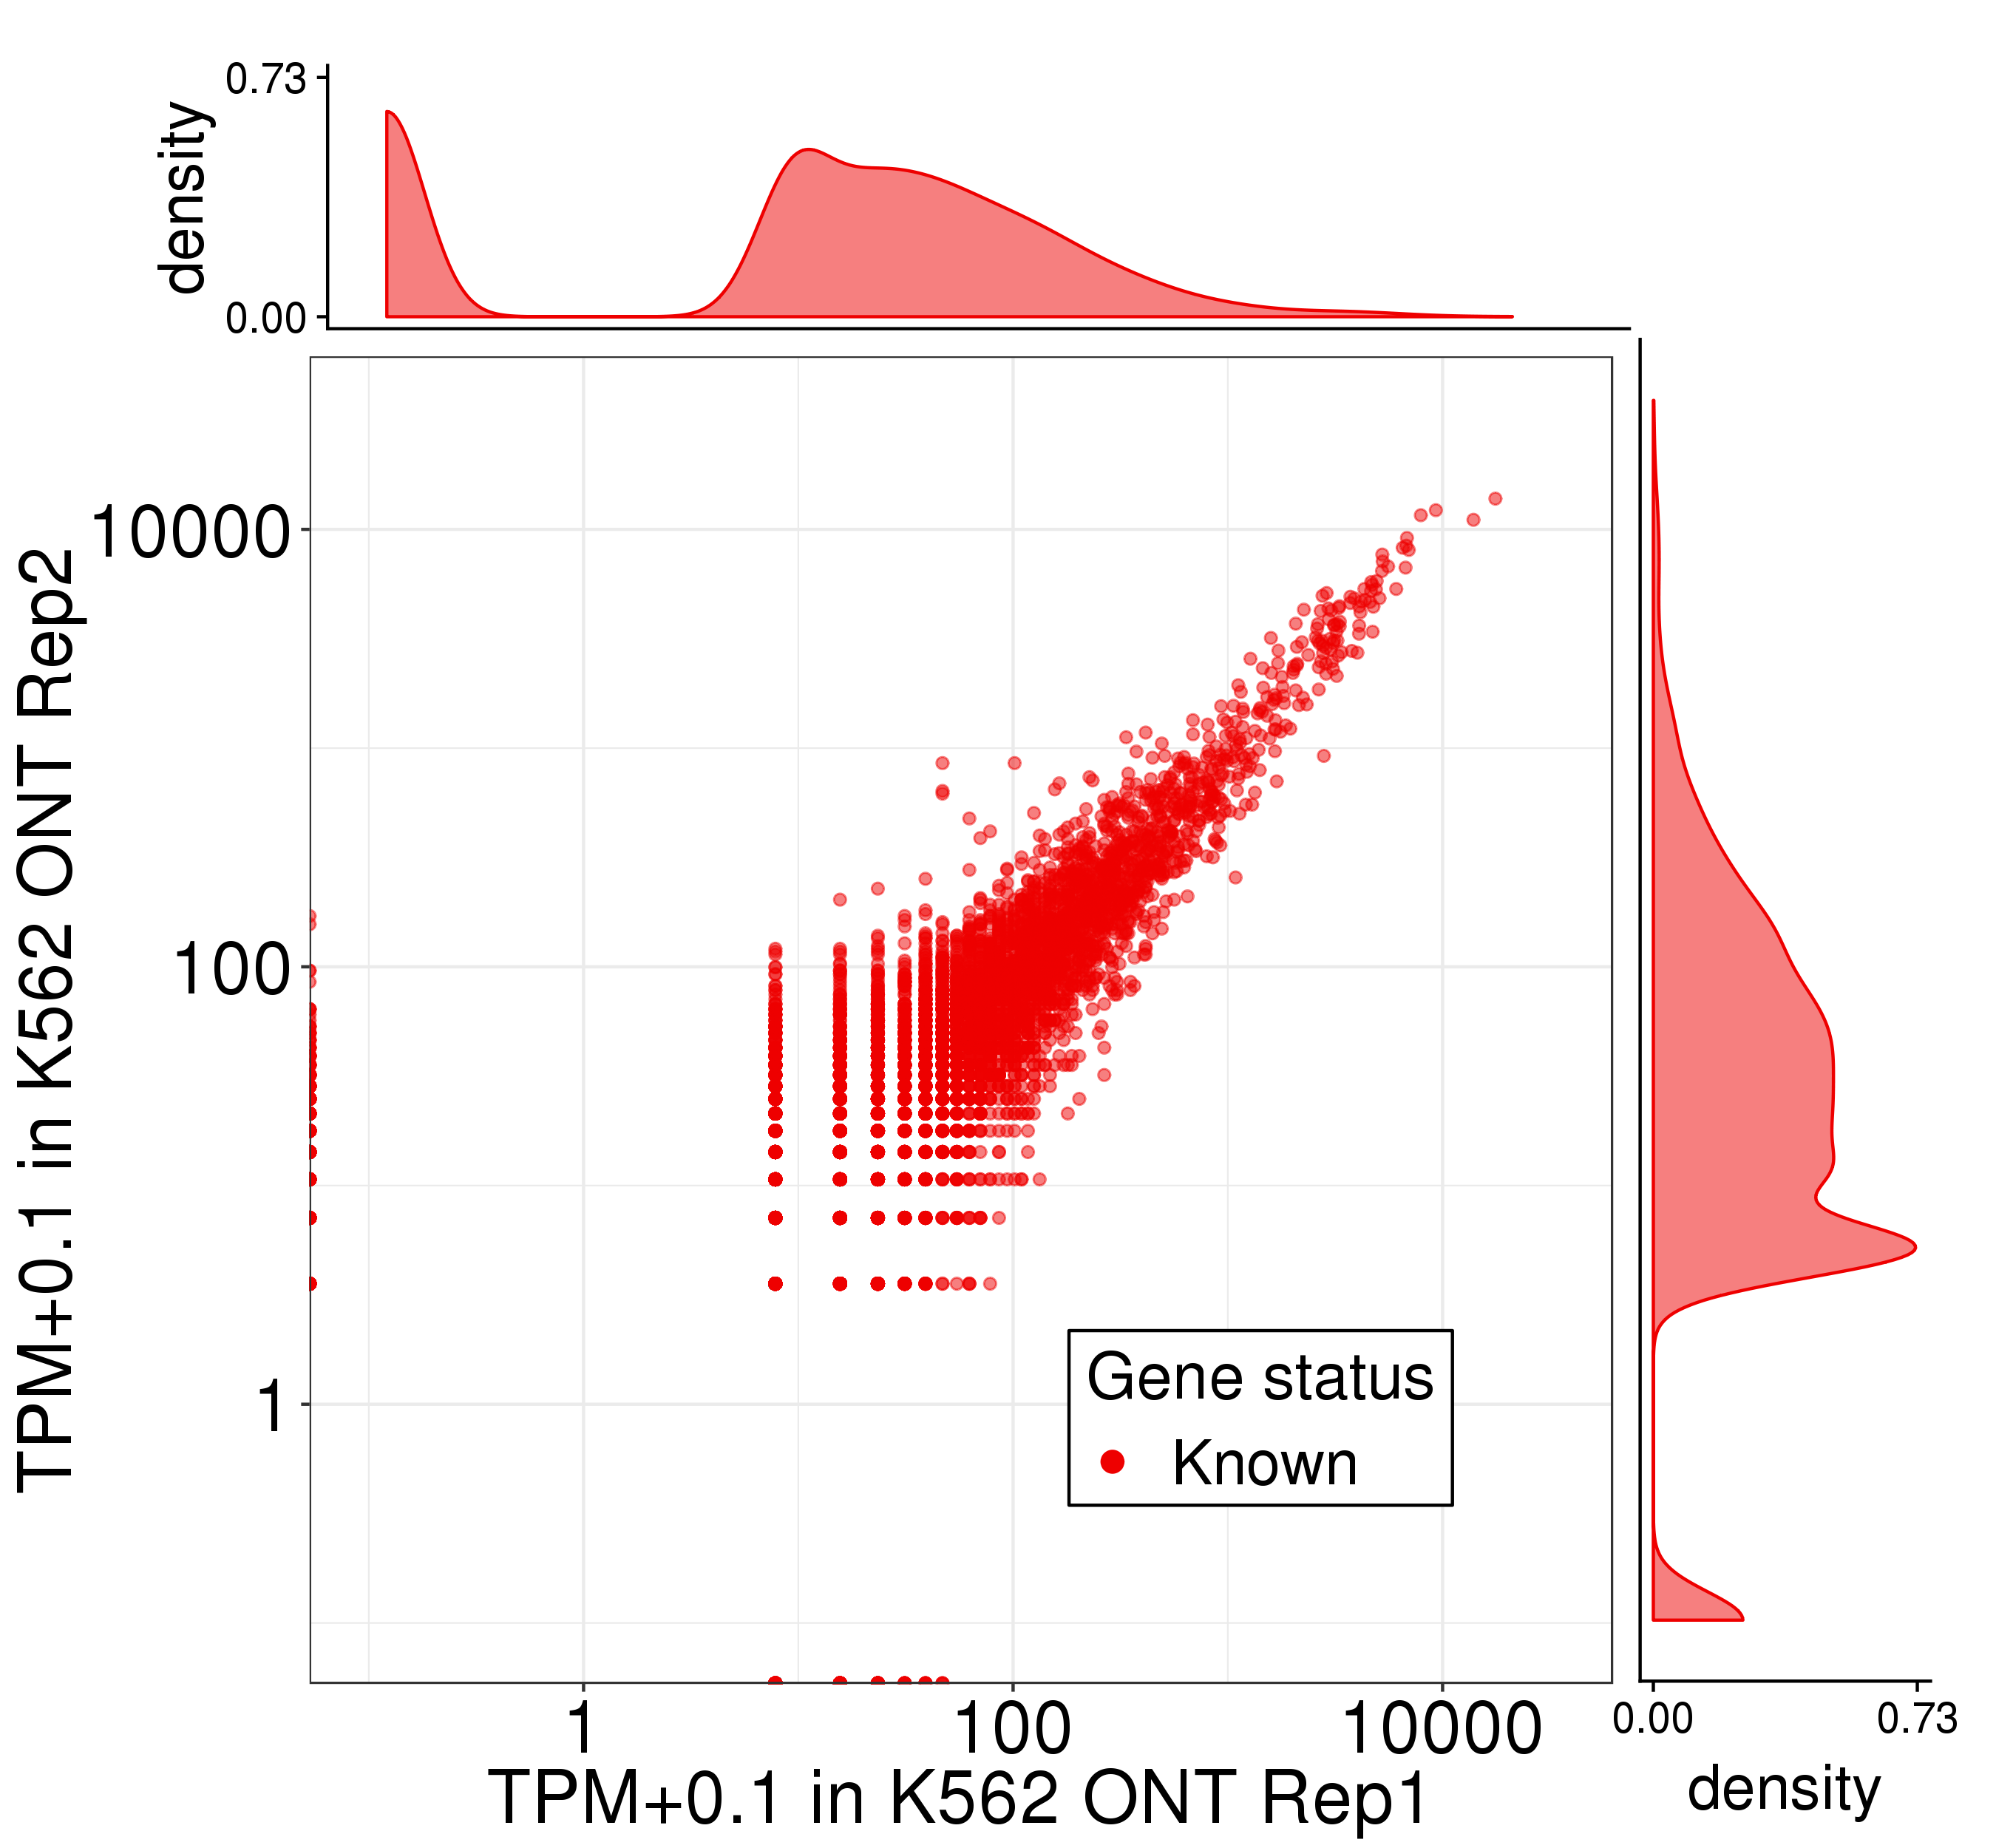 density
0.73
0.00
TPM+0.1 in K562 ONT Rep2
10000
100
1
Gene status
Known
1
100
10000
TPM+0.1 in K562 ONT Rep1
0.00
0.73
density